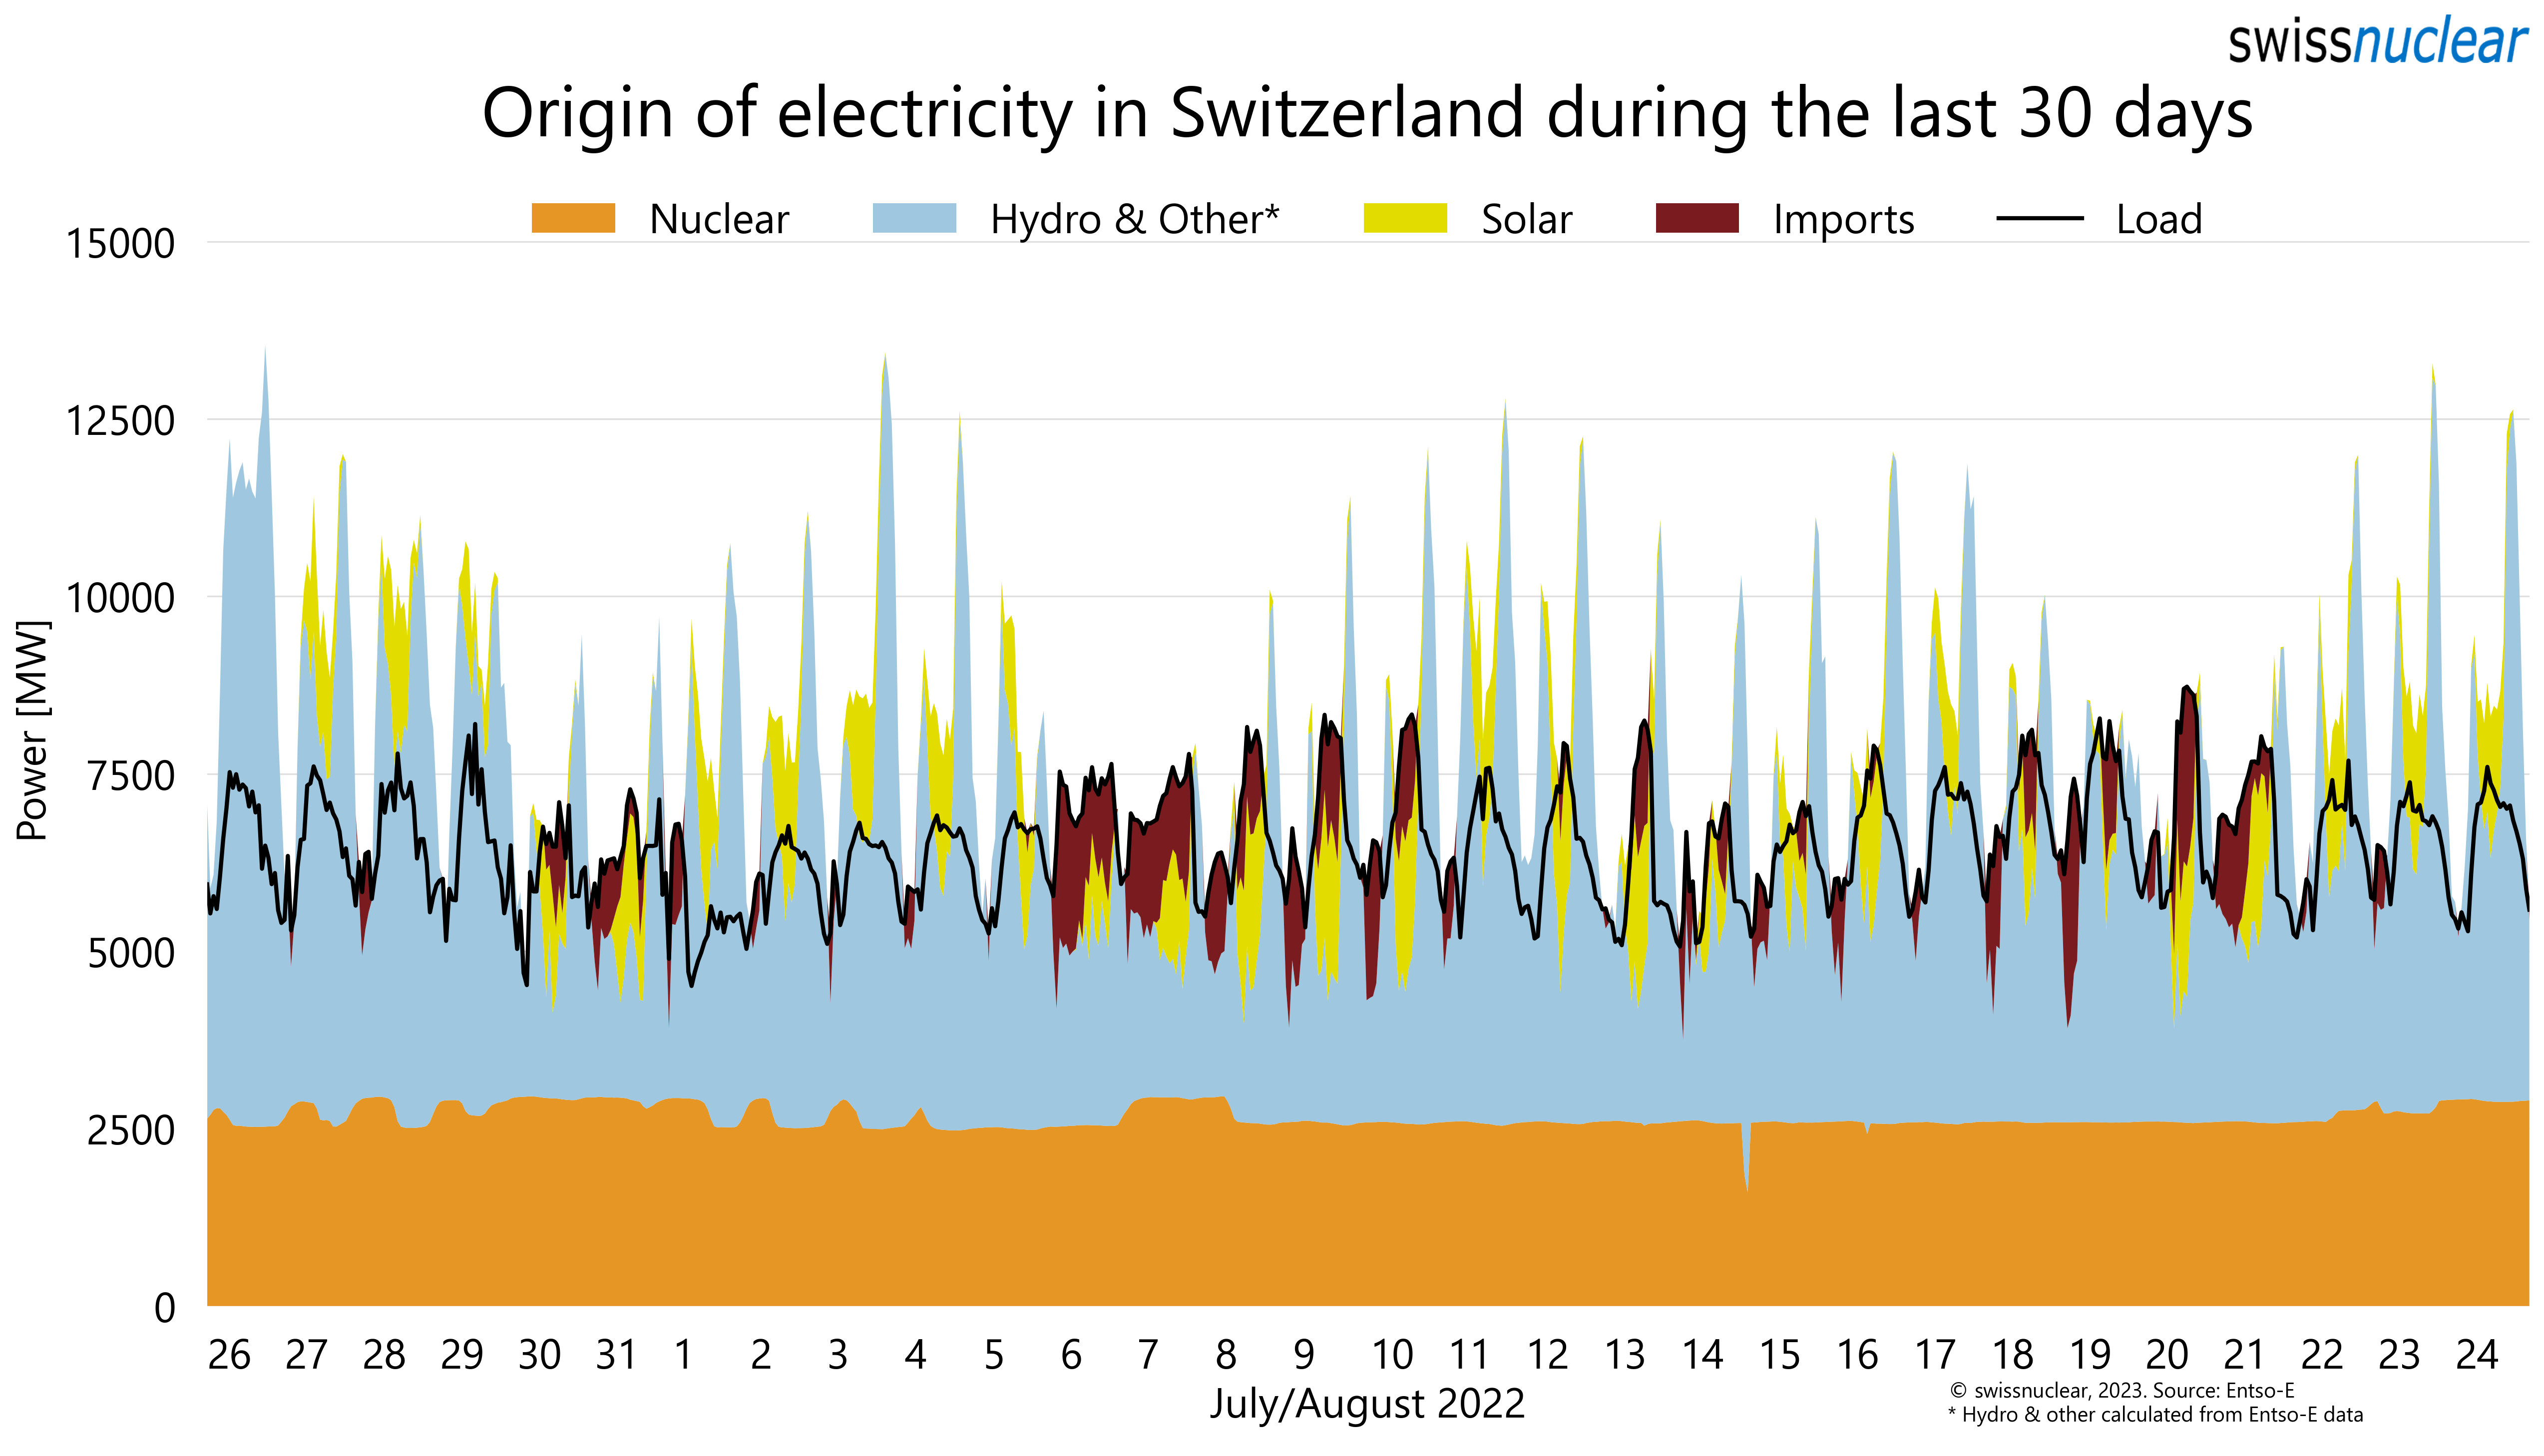 swissnuclear
Origin of electricity in Switzerland during the last 30 days
Nuclear Hydro & Other* Solar Imports Load
15000
12500
10000
7500
5000
2500
0
Power [MW]
26 27 28 29 30 31 1 2 3 4 5 6 7 8 9 10 11 12 13 14 15 16 17 18 19 20 21 22 23 24
July/August 2022
© swissnuclear, 2023. Source: Entso-E
* Hydro & other calculated from Entso-E data